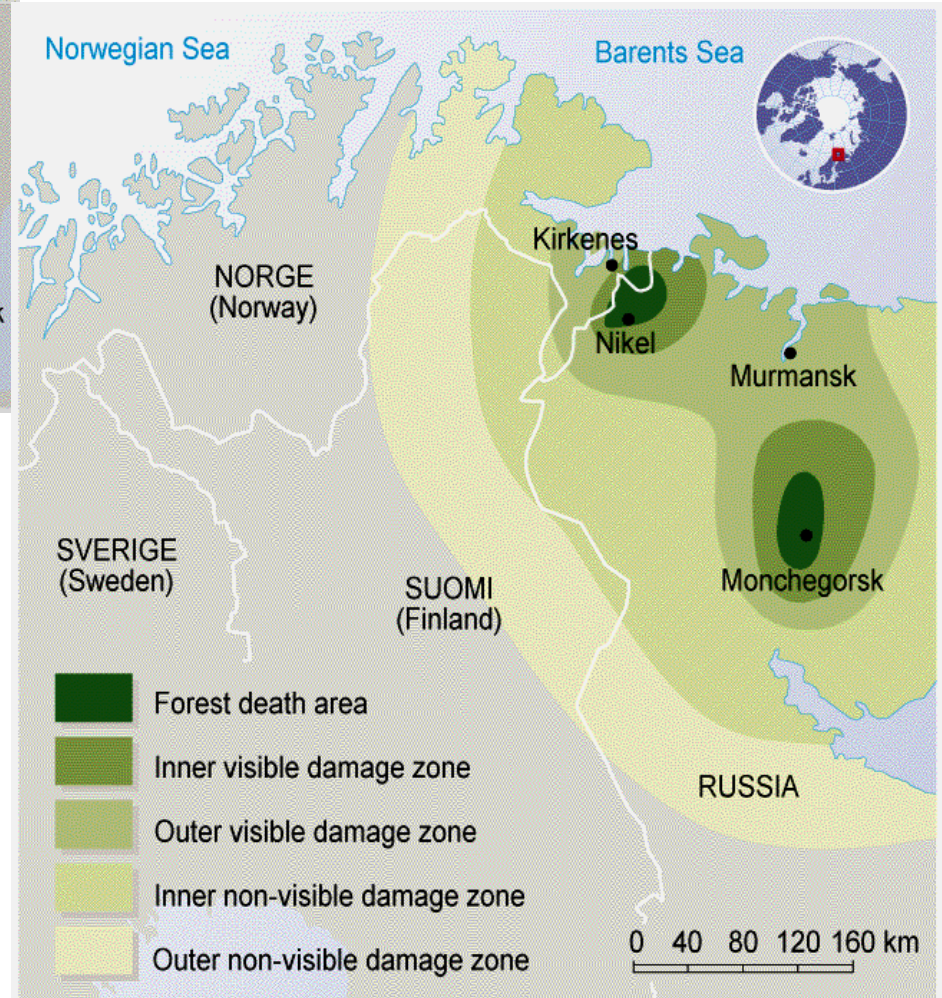 Norwegian Sea
Barents Sea
Kirkenes
NORGE
(Norway)
k
Nikel
Murmansk
SVERIGE
(Sweden)
SUOMI
(Finland)
Monchegorsk
Forest death area
Inner visible damage zone
RUSSIA
Outer visible damage zone
Inner non-visible damage zone
Outer non-visible damage zone
0 40 80 120 160 km